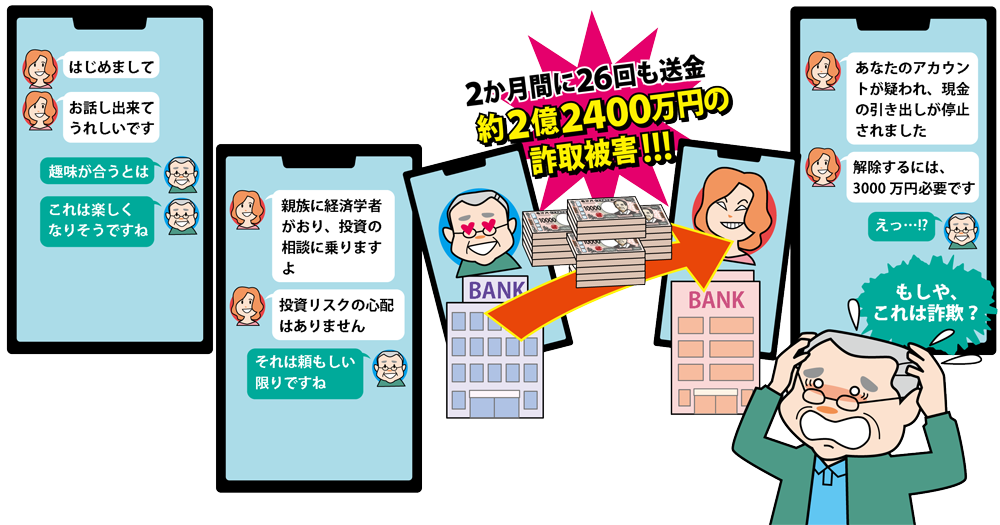 はじめまして
お話し出来て
うれしいです
趣味が合うとは
これは楽しく
なりそうですね
親族に経済学者
がおり、投資の
相談に乗ります
よ
投資リスクの心配
はありません
それは頼もしい
限りですね
2か月間に26回も送金
約2億2400万円の
詐取被害!!!
10000
10000
10000
BANK
BANK
あなたのアカウン
トが疑われ、現金
の引き出しが停止
されました
解除するには、
3000万円必要です
えっ…!?
もしや、
これは詐欺？